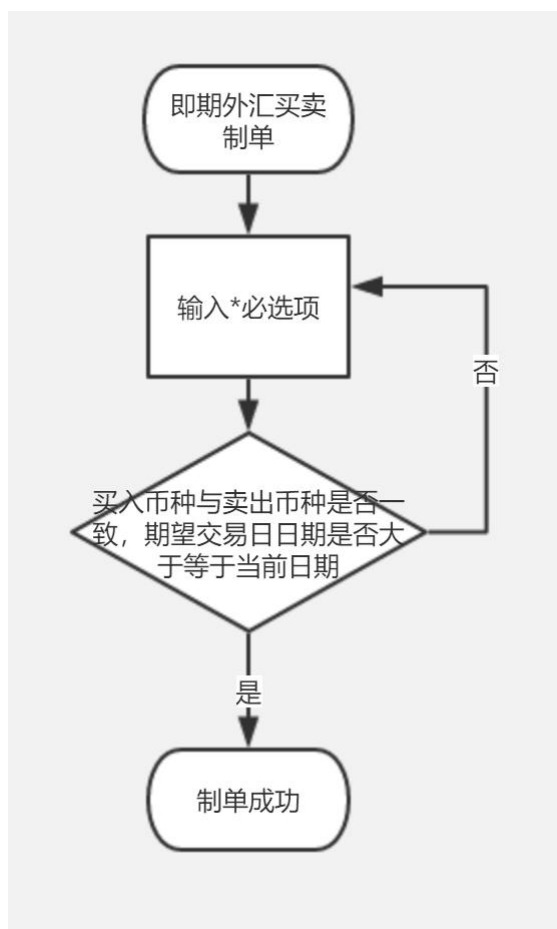 即期外汇买卖
制单
输入*必选项
否
买入币种与卖出币种是否一
致，期望交易日日期是否大
于等于当前日期
是
制单成功